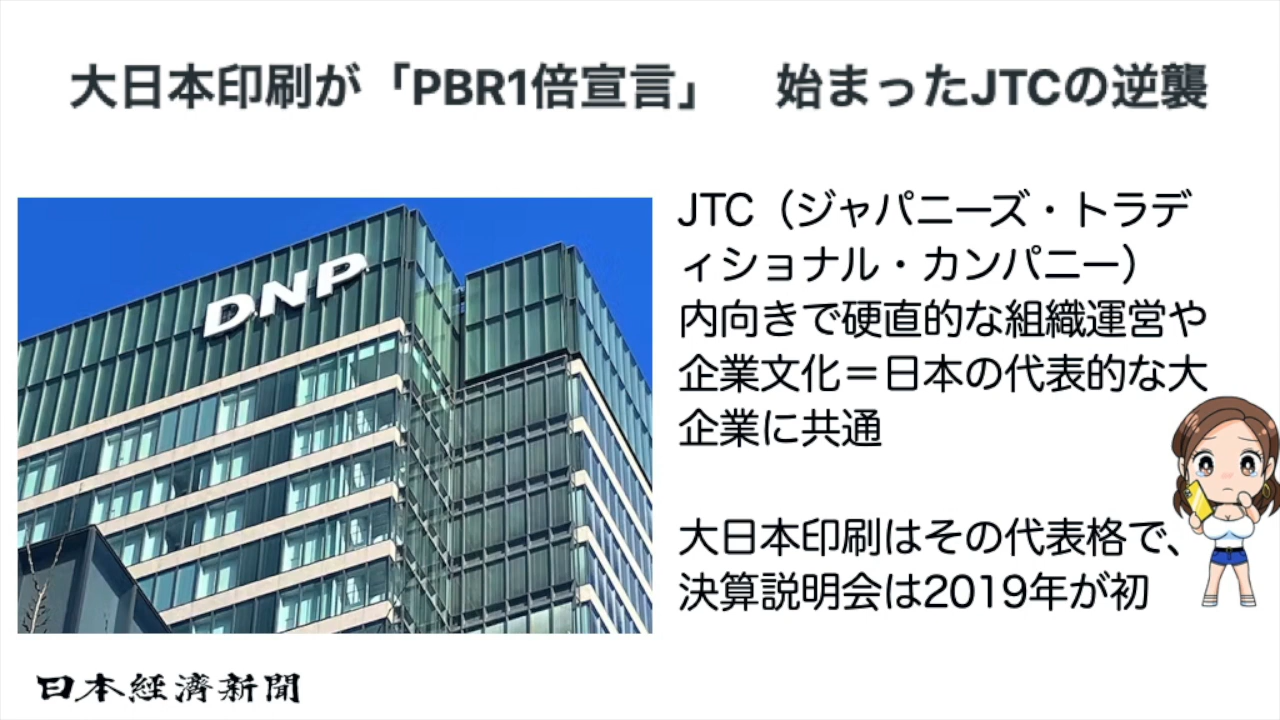 大日本印刷が「PBR1倍宣言」　始まったJTCの逆襲
DNP
JTC（ジャパニーズ・トラデ
ィショナル・カンパニー）
内向きで硬直的な組織運営や
企業文化＝日本の代表的な大
企業に共通
大日本印刷はその代表格で、
決算説明会は2019年が初
日本経済新聞